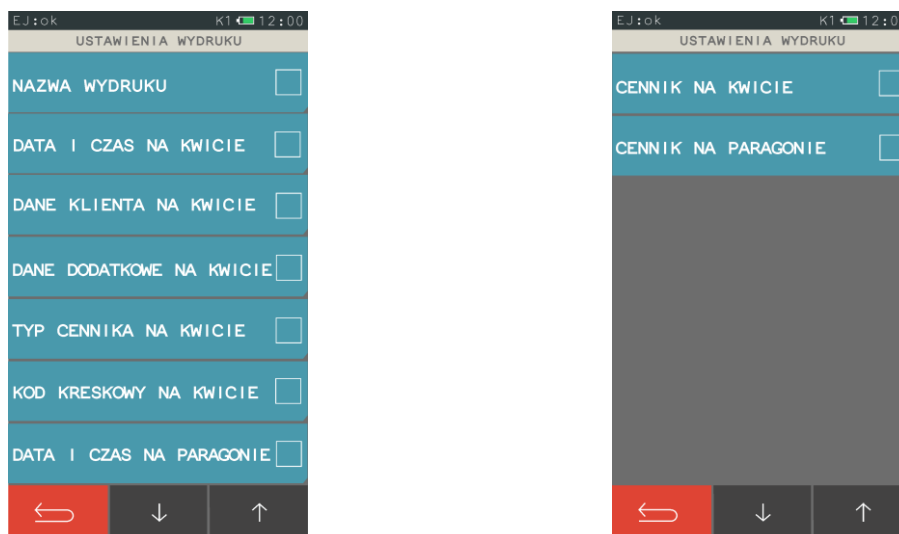 EJ:ok K1 12:00
USTAWIENIA WYDRUKU
NAZWA WYDRUKU
DATA I CZAS NA KWICIE
DANE KLIENTA NA KWICIE
DANE DODATKOWE NA KWICIE
TYP CENNIKA NA KWICIE
KOD KRESKOWY NA KWICIE
DATA I CZAS NA PARAGONIE
EJ:ok K1 12:0
USTAWIENIA WYDRUKU
CENNIK NA KWICIE
CENNIK NA PARAGONIE